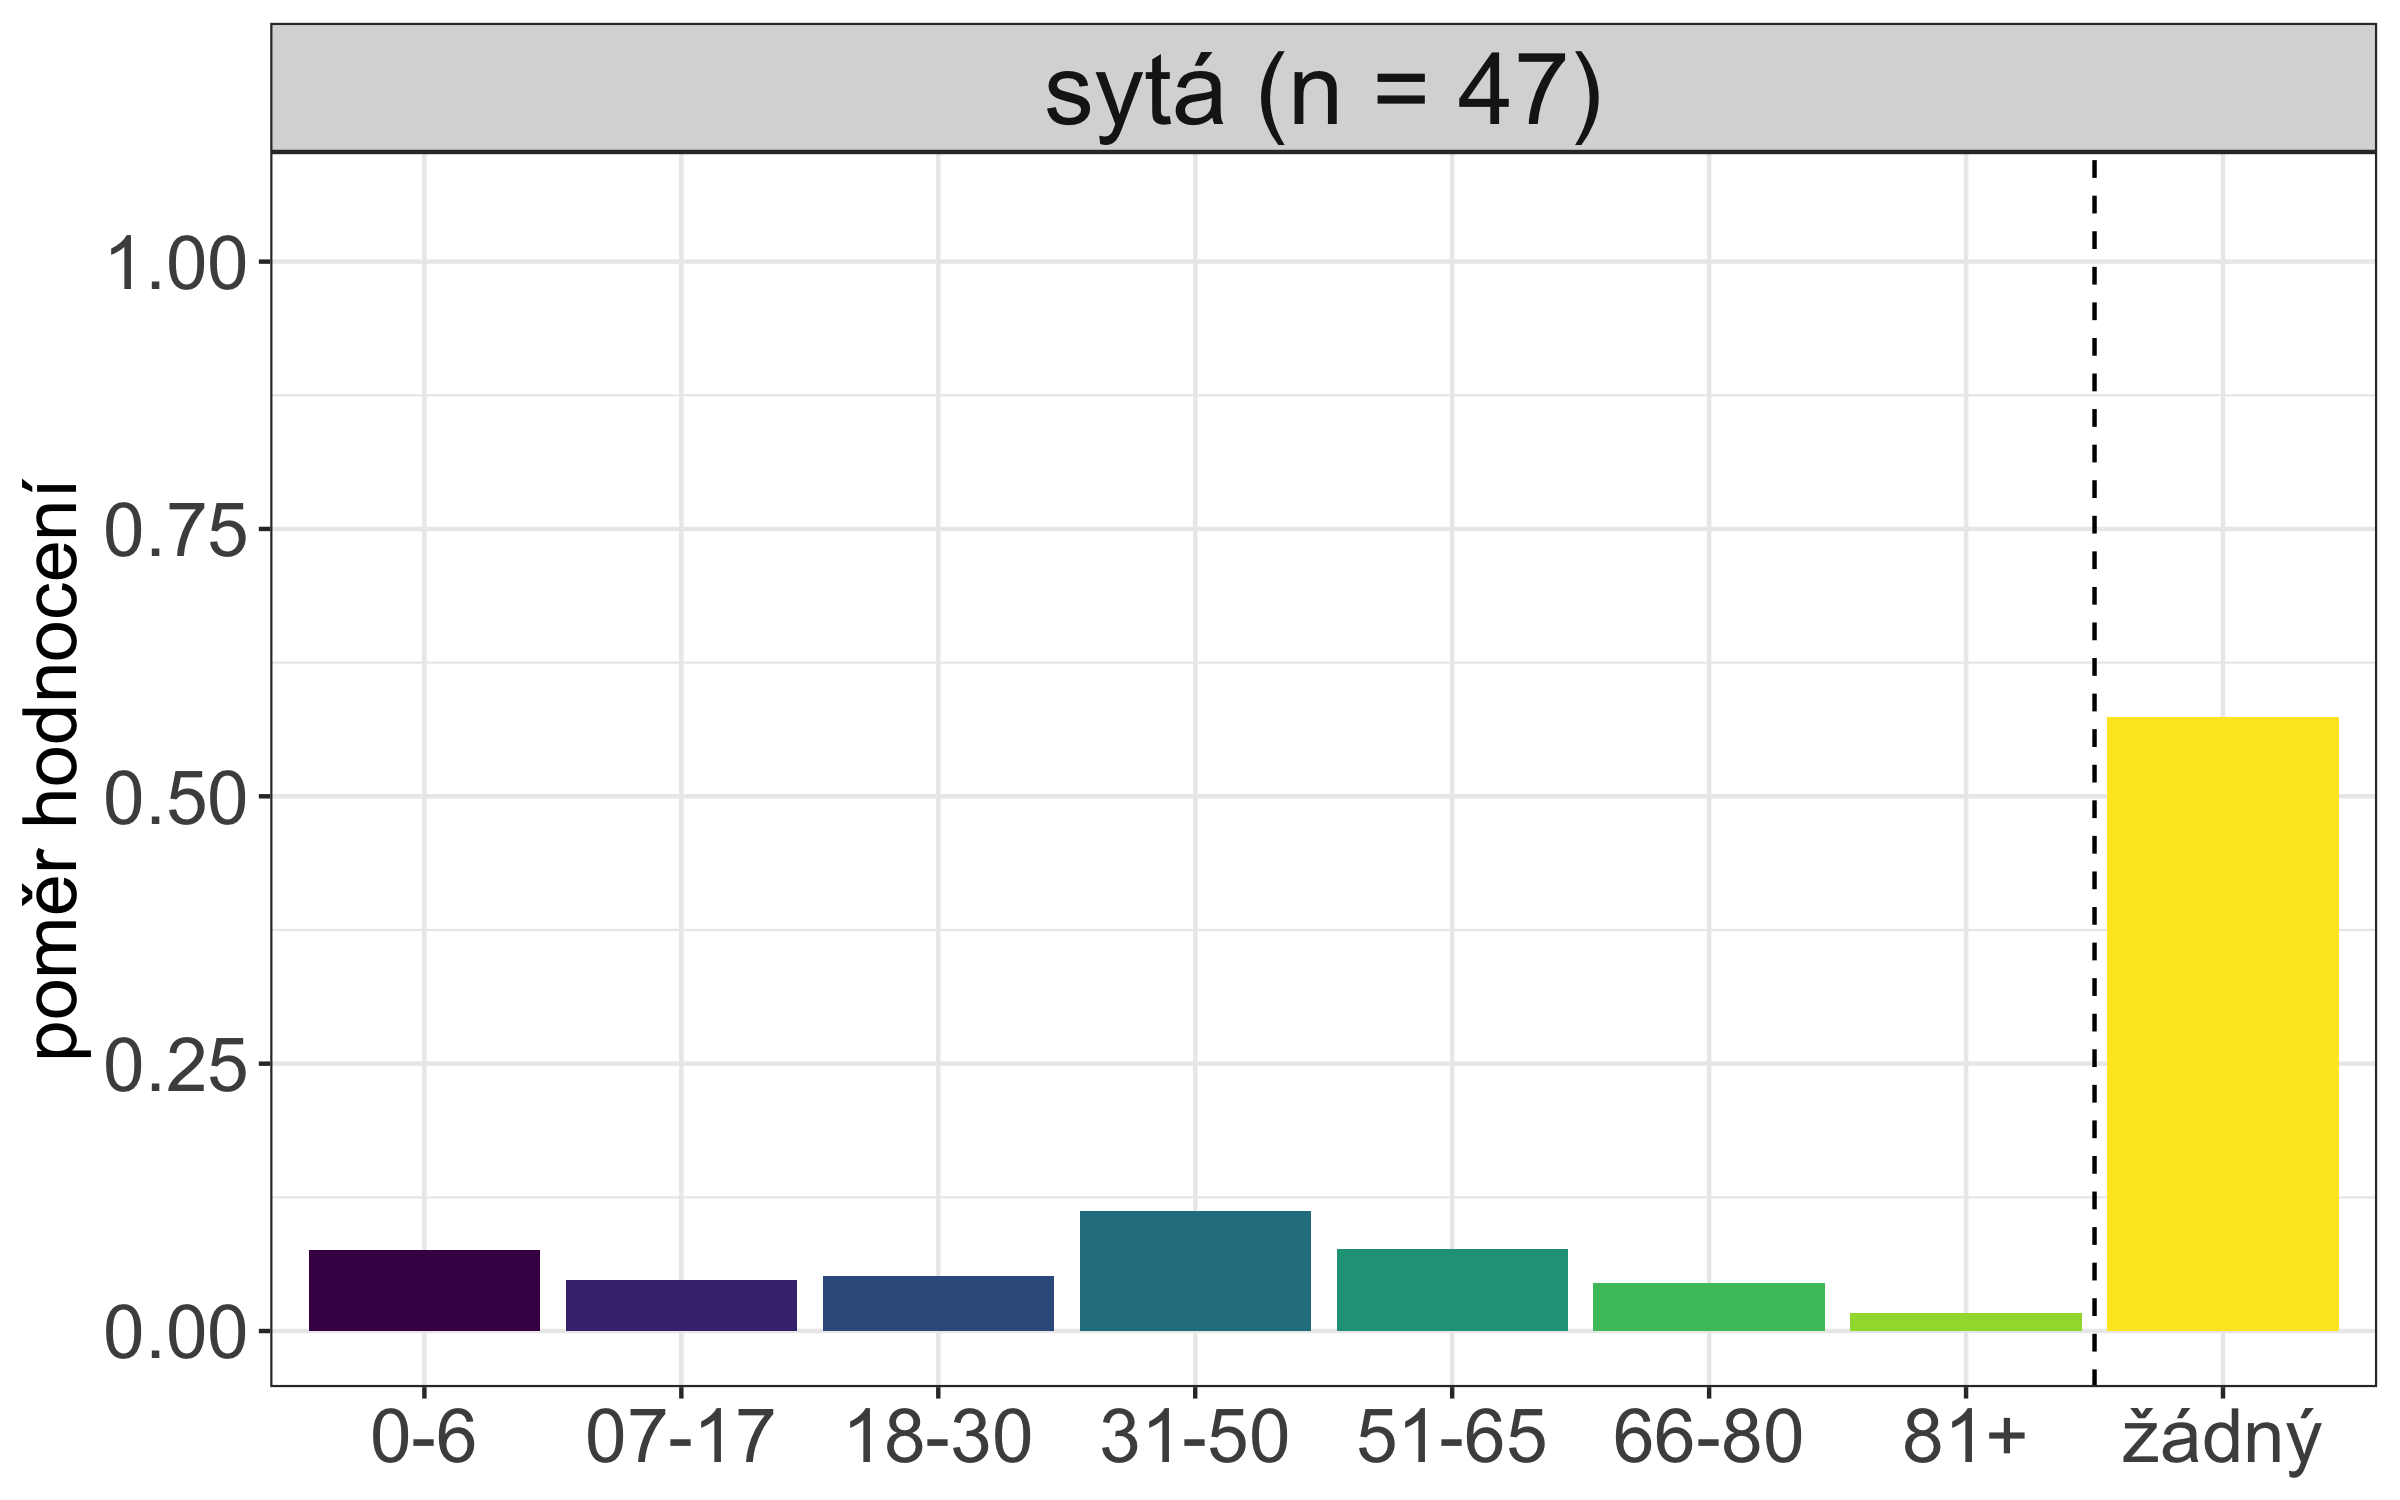 sytá (n = 47)
poměr hodnocení
1.00
0.75
0.50
0.25
0.00
0-6 07-17 18-30 31-50 51-65 66-80 81+ žádný